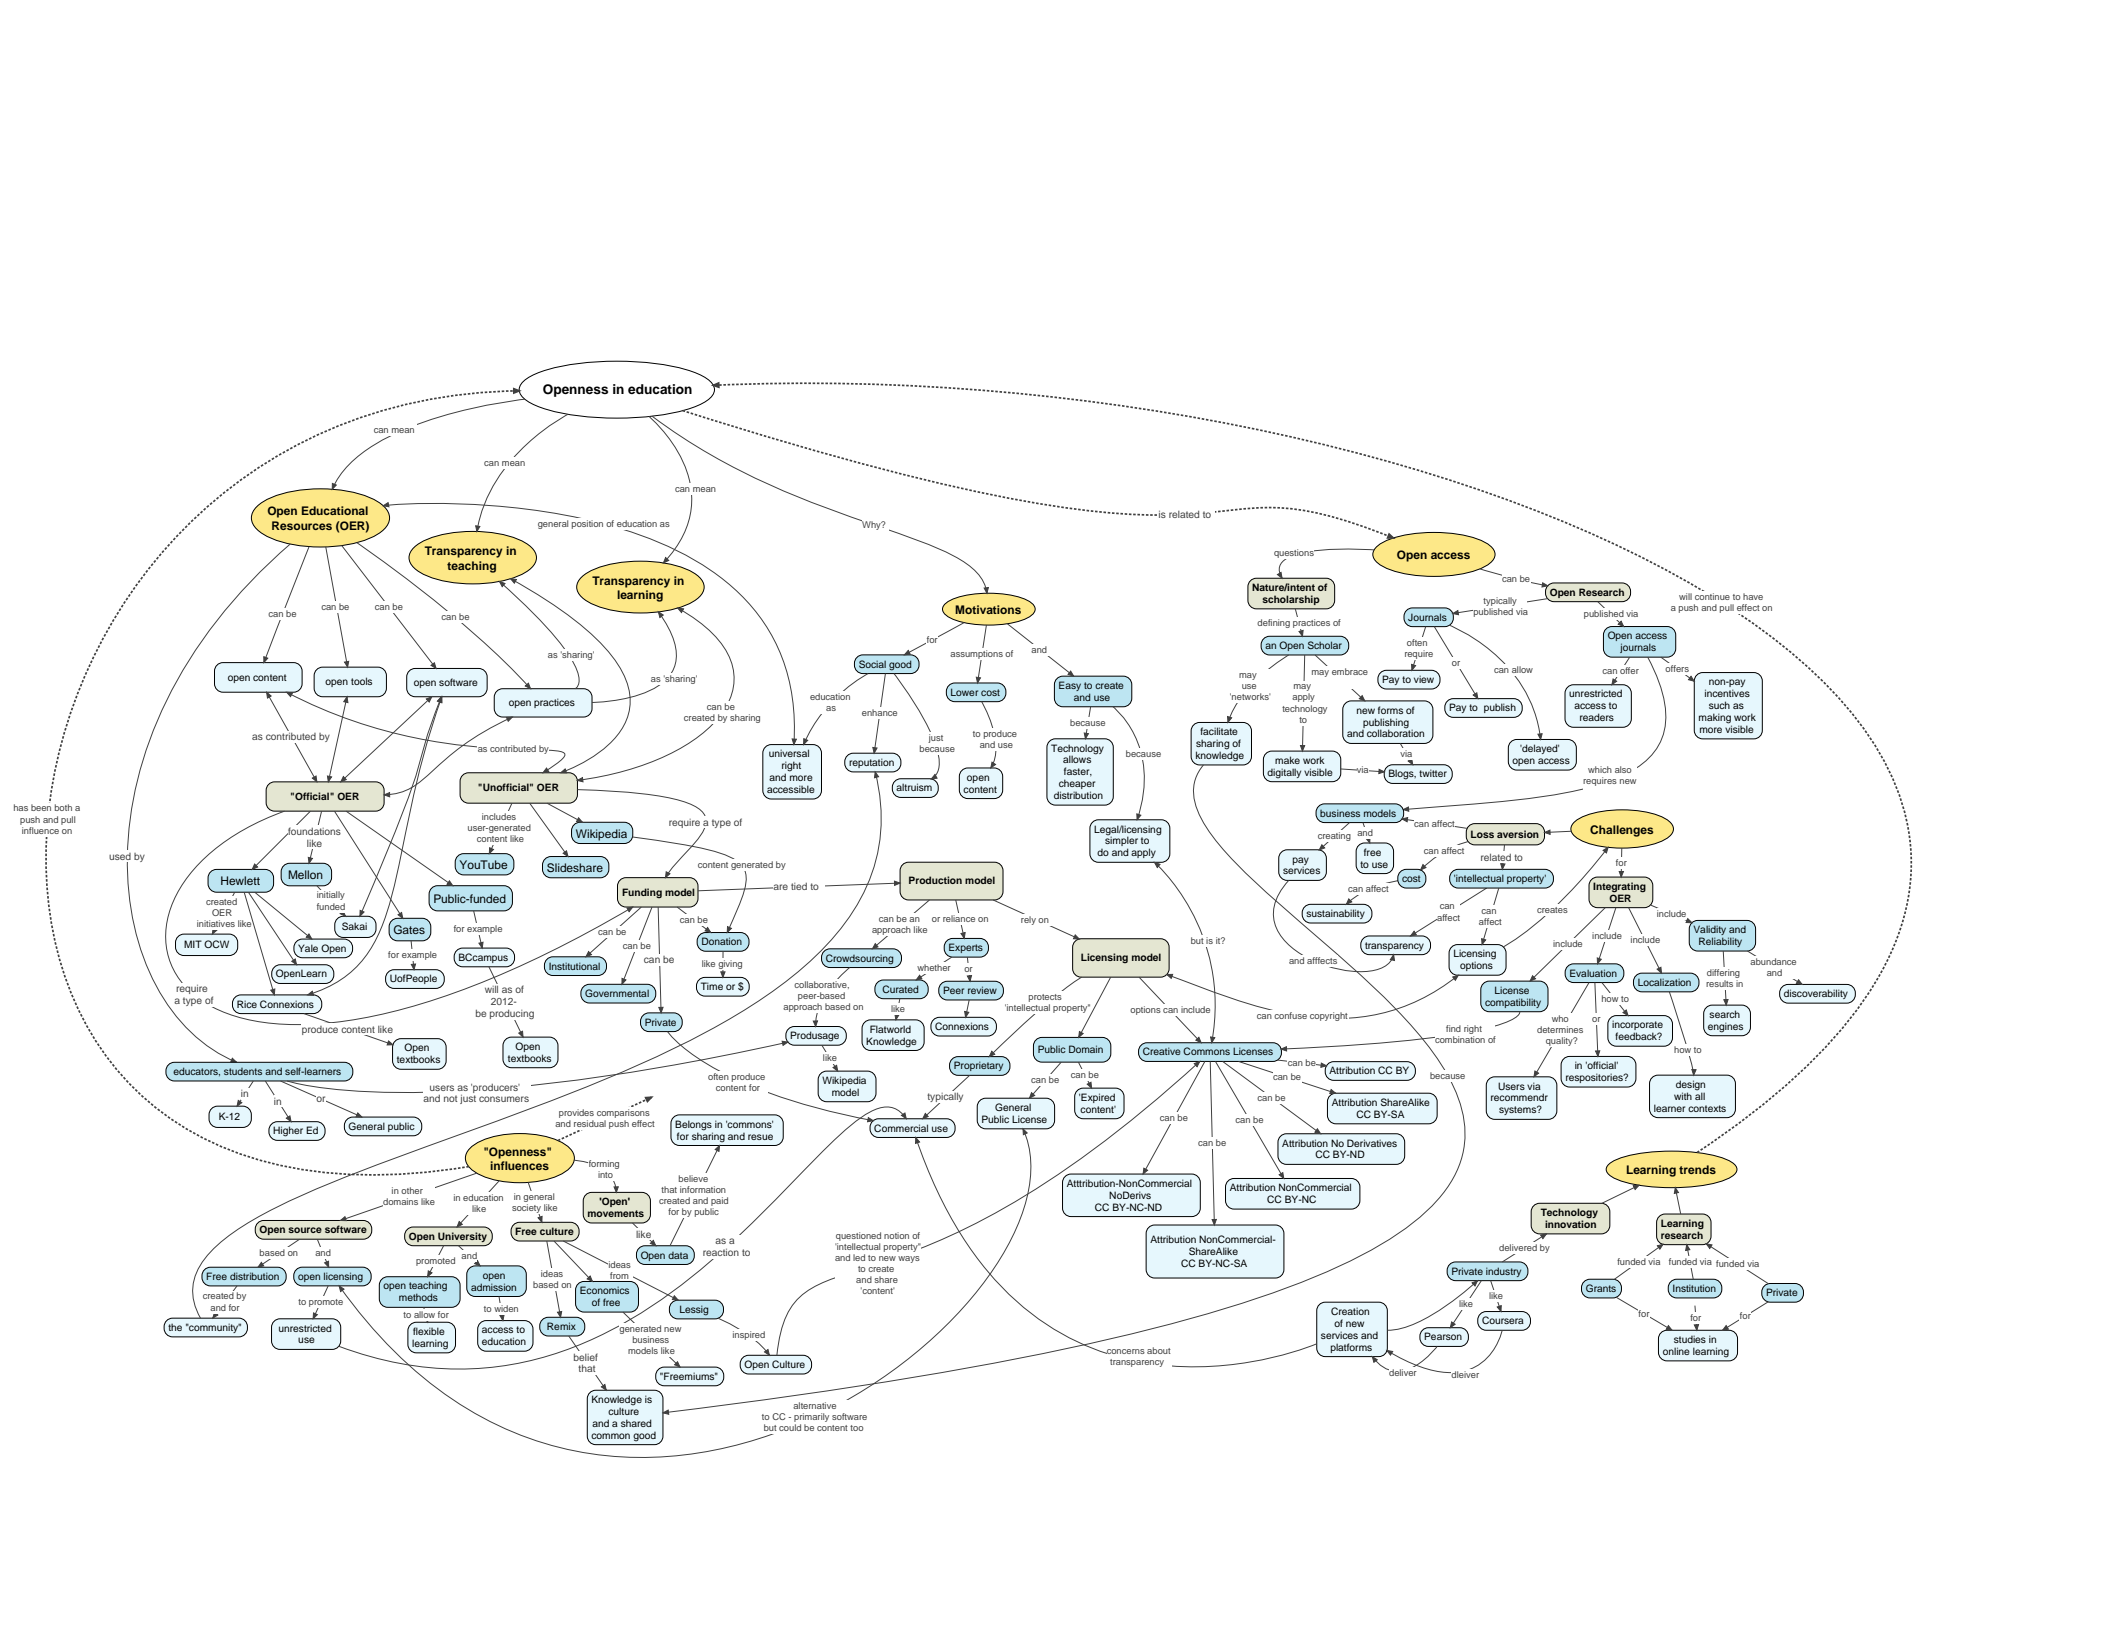 Openness in education
can mean
can mean
can mean
Open Educational
Resources (OER)
general position of education as
Why?
is related to
Transparency in
teaching
Transparency in
learning
Motivations
Open access
questions
can be
Nature/intent of
scholarship
Open Research
will continue to have
a push and pull effect on
typically
published via
published via
Journals
defining practices of
an Open Scholar
Open access
journals
can be
can be
can be
can be
as 'sharing'
as 'sharing'
can be
created by sharing
for
assumptions of
and
Social good
Lower cost
Easy to create
and use
education
as
enhance
just
because
to produce
and use
because
because
may
use
'networks'
may
apply
technology
to
may embrace
often
require
or
can allow
can offer
offers
open content
open tools
open software
open practices
Pay to view
Pay to  publish
unrestricted
access to
readers
non-pay
incentives
such as
making work
more visible
new forms of
publishing
and collaboration
facilitate
sharing of
knowledge
make work
digitally visible
via
via
Blogs, twitter
'delayed'
open access
which also
requires new
as contributed by
as contributed by
universal
right
and more
accessible
reputation
altruism
open
content
Technology
allows
faster,
cheaper
distribution
Legal/licensing
simpler to
do and apply
"Official" OER
"Unofficial" OER
has been both a
push and pull
influence on
used by
foundations
like
includes
user-generated
content like
Wikipedia
require a type of
content generated by
YouTube
Slideshare
Hewlett
Mellon
initially
funded
Public-funded
Gates
created
OER
initiatives like
MIT OCW
Yale Open
Sakai
OpenLearn
Rice Connexions
for example
UofPeople
for example
BCcampus
will as of
2012-
be producing
Open
textbooks
require
a type of
produce content like
Open
textbooks
Funding model
are tied to
Production model
can be
can be
can be
can be
Institutional
Governmental
Private
Donation
like giving
Time or $
often produce
content for
can be an
approach like
or reliance on
rely on
Crowdsourcing
Experts
whether
or
Curated
Peer review
like
Flatworld
Knowledge
Connexions
collaborative,
peer-based
approach based on
Produsage
like
Wikipedia
model
Licensing model
but is it?
protects
'intellectual property"
options can include
can confuse copyright
Proprietary
typically
Commercial use
Public Domain
can be
can be
General
Public License
'Expired
content'
Creative Commons Licenses
can be
can be
can be
can be
can be
can be
Attribution CC BY
Attribution ShareAlike
CC BY-SA
Attribution No Derivatives
CC BY-ND
Attribution NonCommercial
CC BY-NC
Atttribution-NonCommercial
NoDerivs
CC BY-NC-ND
Attribution NonCommercial-
ShareAlike
CC BY-NC-SA
business models
can affect
Loss aversion
Challenges
creating
and
pay
services
free
to use
can affect
related to
for
cost
'intellectual property'
Integrating
OER
can affect
sustainability
can
affect
can
affect
transparency
Licensing
options
and afffects
creates
include
include
include
include
Validity and
Reliability
Evaluation
Localization
License
compatibility
differing
results in
abundance
and
search
engines
discoverability
who
determines
quality?
or
how to
incorporate
feedback?
in 'official'
respositories?
Users via
recommendr
systems?
how to
design
with all
learner contexts
find right
combination of
because
educators, students and self-learners
users as 'producers'
and not just consumers
in
in
or
K-12
Higher Ed
General public
provides comparisons
and residual push effect
"Openness"
influences
in other
domains like
in education
like
in general
society like
forming
into
Belongs in 'commons'
for sharing and resue
believe
that information
created and paid
for by public
'Open'
movements
like
Open data
Open source software
based on
and
Free distribution
open licensing
created by
and for
the "community"
to promote
unrestricted
use
Open University
promoted
and
open teaching
methods
open
admission
to allow for
flexible
learning
to widen
access to
education
Free culture
ideas
based on
ideas
from
Remix
Economics
of free
Lessig
belief
that
generated new
business
models like
"Freemiums"
inspired
Open Culture
Knowledge is
culture
and a shared
common good
as a
reaction to
questioned notion of
'intellectual property"
and led to new ways
to create
and share
'content'
alternative
to CC - primarily software
but could be content too
concerns about
transparency
Learning trends
Technology
innovation
Learning
research
delivered by
Private industry
like
like
Pearson
Coursera
deliver
dleiver
Creation
of new
services and
platforms
funded via
funded via
funded via
Grants
Institution
Private
for
for
for
studies in
online learning